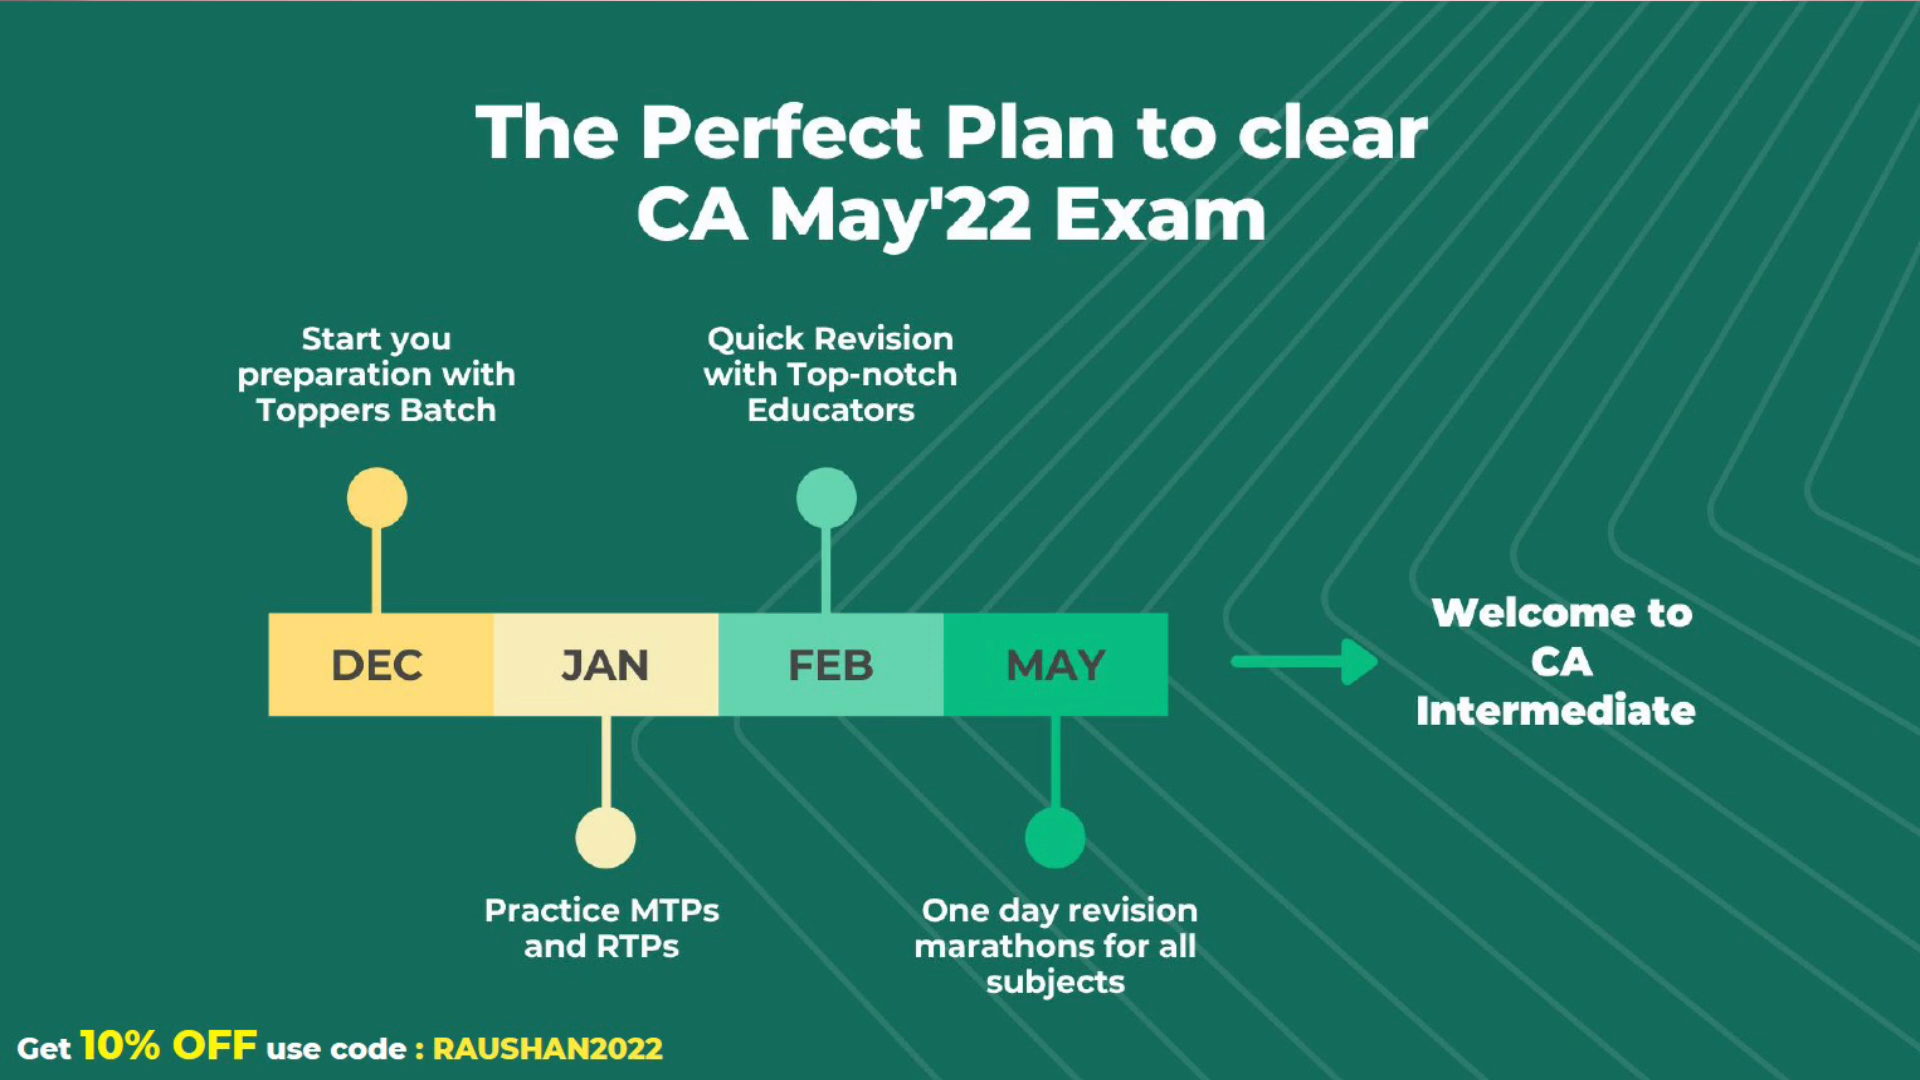 The Perfect Plan to clear
CA May'22 Exam
Start you
preparation with
Toppers Batch
Quick Revision
with Top-notch
Educators
DEC
JAN
FEB
MAY
Welcome to
CA
Intermediate
Practice MTPs
and RTPs
One day revision
marathons for all
subjects
Get 10% OFF use code : RAUSHAN2022